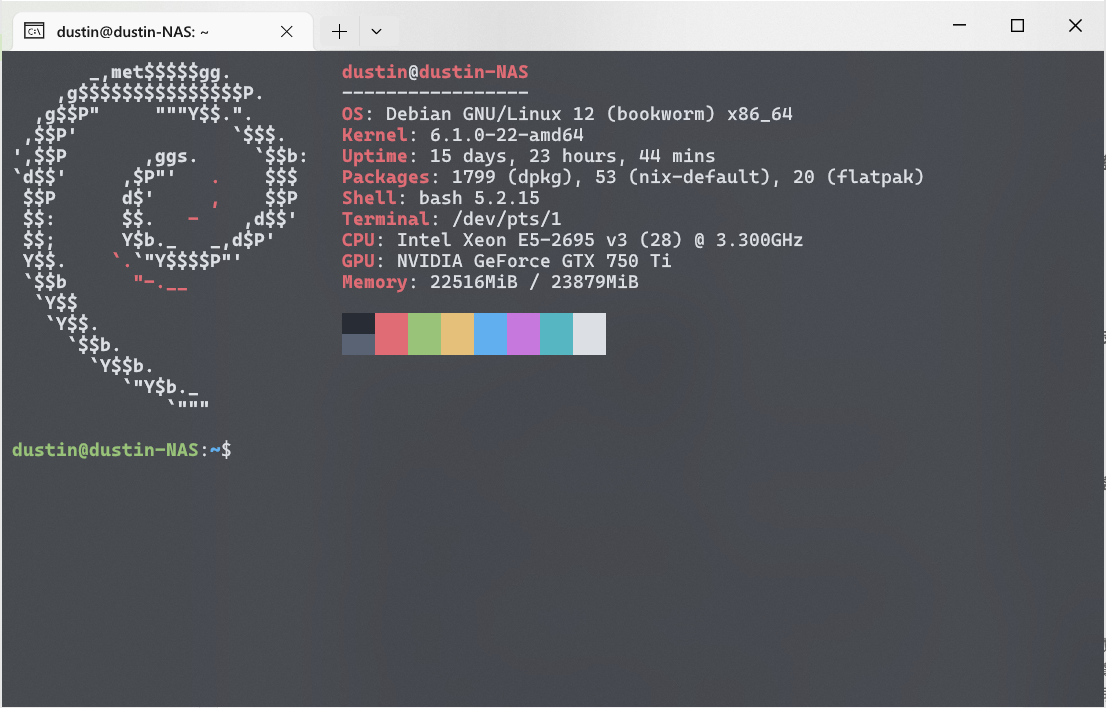 dustin@dustin-NAS: ~
         _,met$$$$$gg.
    ,g$$$$$$$$$$$$$$$P.
  ,g$$P"     """Y$$.".
 ,$$P'              `$$$.
',$$P       ,ggs.     `$$b:
`d$$'     ,$P"'   .    $$$
 $$P      d$'     ,    $$P
 $$:      $$.   -    ,d$$'
 $$;      Y$b._   _,d$P'
 Y$$.    `.`"Y$$$$P"'
 `$$b      "-.__
  `Y$$
   `Y$$.
     `$$b.
       `Y$$b.
          `"Y$b._
              `"""
dustin@dustin-NAS
-----------------
OS: Debian GNU/Linux 12 (bookworm) x86_64
Kernel: 6.1.0-22-amd64
Uptime: 15 days, 23 hours, 44 mins
Packages: 1799 (dpkg), 53 (nix-default), 20 (flatpak)
Shell: bash 5.2.15
Terminal: /dev/pts/1
CPU: Intel Xeon E5-2695 v3 (28) @ 3.300GHz
GPU: NVIDIA GeForce GTX 750 Ti
Memory: 22516MiB / 23879MiB
dustin@dustin-NAS:~$